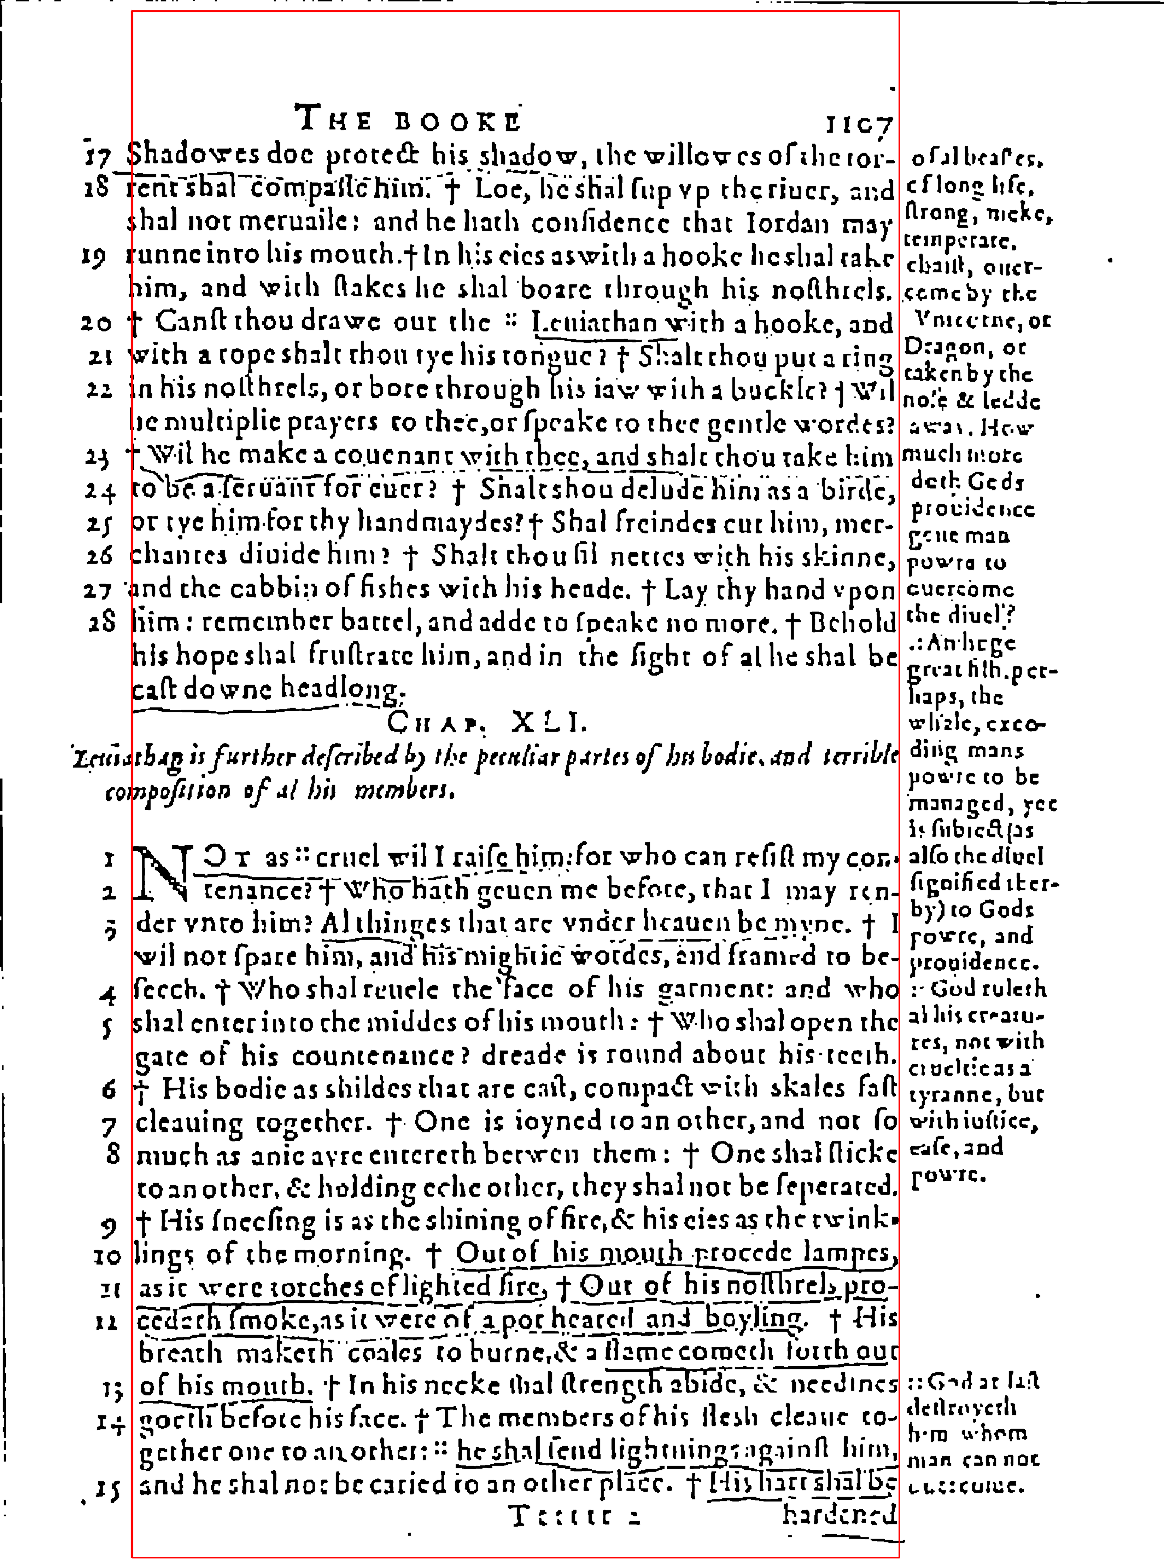 THE BOOKE 1107
17 Shadowes doe protect his shadow, the willowes of the tor-
18 rent shal compasse him. † Loe, he shal sup vp the riuer, and
shal not meruaile: and he hath confidence that Iordan may
19 runne into his mouth. † In his eies as with a hooke he shal take
him, and with stakes he shal boare through his nosthrels.
20 † Canst thou drawe out the :: Leuiathan with a hooke, and
21 with a rope shalt thou tye his tongue? † Shalt thou put a ring
22 in his nosthrels, or bore through his iaw with a buckle? † Wil
he multiplie prayers to thee, or speake to thee gentle wordes?
23 † Wil he make a couenant with thee, and shalt thou take him
24 to be a seruant for euer? † Shalt shou delude him as a birde,
25 or tye him for thy handmaydes? † Shal freindes cut him, mer-
26 chantes diuide him? † Shalt thou fil nettes with his skinne,
27 and the cabbin of fishes with his heade. † Lay thy hand vpon
28 him: remember battel, and adde to speake no more. † Behold
his hope shal frustrate him, and in the sight of al he shal be
cast downe headlong.
CHAP. XLI.
Leuiathan is further described by the peculiar partes of his bodie, and terrible
composition of al his members.
1 NOT as :: cruel wil I raise him: for who can resist my con-
2 tenance? † Who hath geuen me before, that I may ren-
3 der vnto him? Al thinges that are vnder heauen be myne. † I
wil not spare him, and his mightie wordes, and framed to be-
4 seech. † Who shal reuele the face of his garment: and who
5 shal enter into the middes of his mouth: † Who shal open the
gate of his countenance? dreade is round about his teeth.
6 † His bodie as shildes that are cast, compact with skales fast
7 cleauing together. † One is ioyned to an other, and not so
8 much as anie ayre entereth betwen them: † One shal sticke
to an other, & holding eche other, they shal not be seperated.
9 † His sneesing is as the shining of fire, & his eies as the twink-
10 lings of the morning. † Out of his mouth procede lampes,
11 as it were torches of lighted fire, † Out of his nosthrels pro-
12 cedeth smoke, as it were of a pot heated and boyling. † His
breath maketh coales to burne, & a flame cometh forth out
13 of his mouth. † In his necke shal strength abide, & needines
14 goeth before his face. † The members of his flesh cleaue to-
gether one to an other: :: he shal send lightnings against him,
15 and he shal not be caried to an other place. † His hart shal be
Ttttt 2 hardened
of al beastes,
of long life,
strong, meke,
temperate,
chaist, ouer-
come by the
Vnicorne, or
Dragon, or
taken by the
nose & ledde
away. How
much more
doth Gods
prouidence
geue man
powre to
ouercome
the diuel?
:: An hege
great fish, per-
haps, the
whale, exce-
ding mans
powre to be
managed, yet
is subiect (as
also the diuel
signified ther-
by) to Gods
powre, and
prouidence.
:: God ruleth
al his creatu-
res, not with
crueltie as a
tyranne, but
with iustice,
ease, and
powre.
:: God at last
destroyeth
him whom
man can not
ouercome.